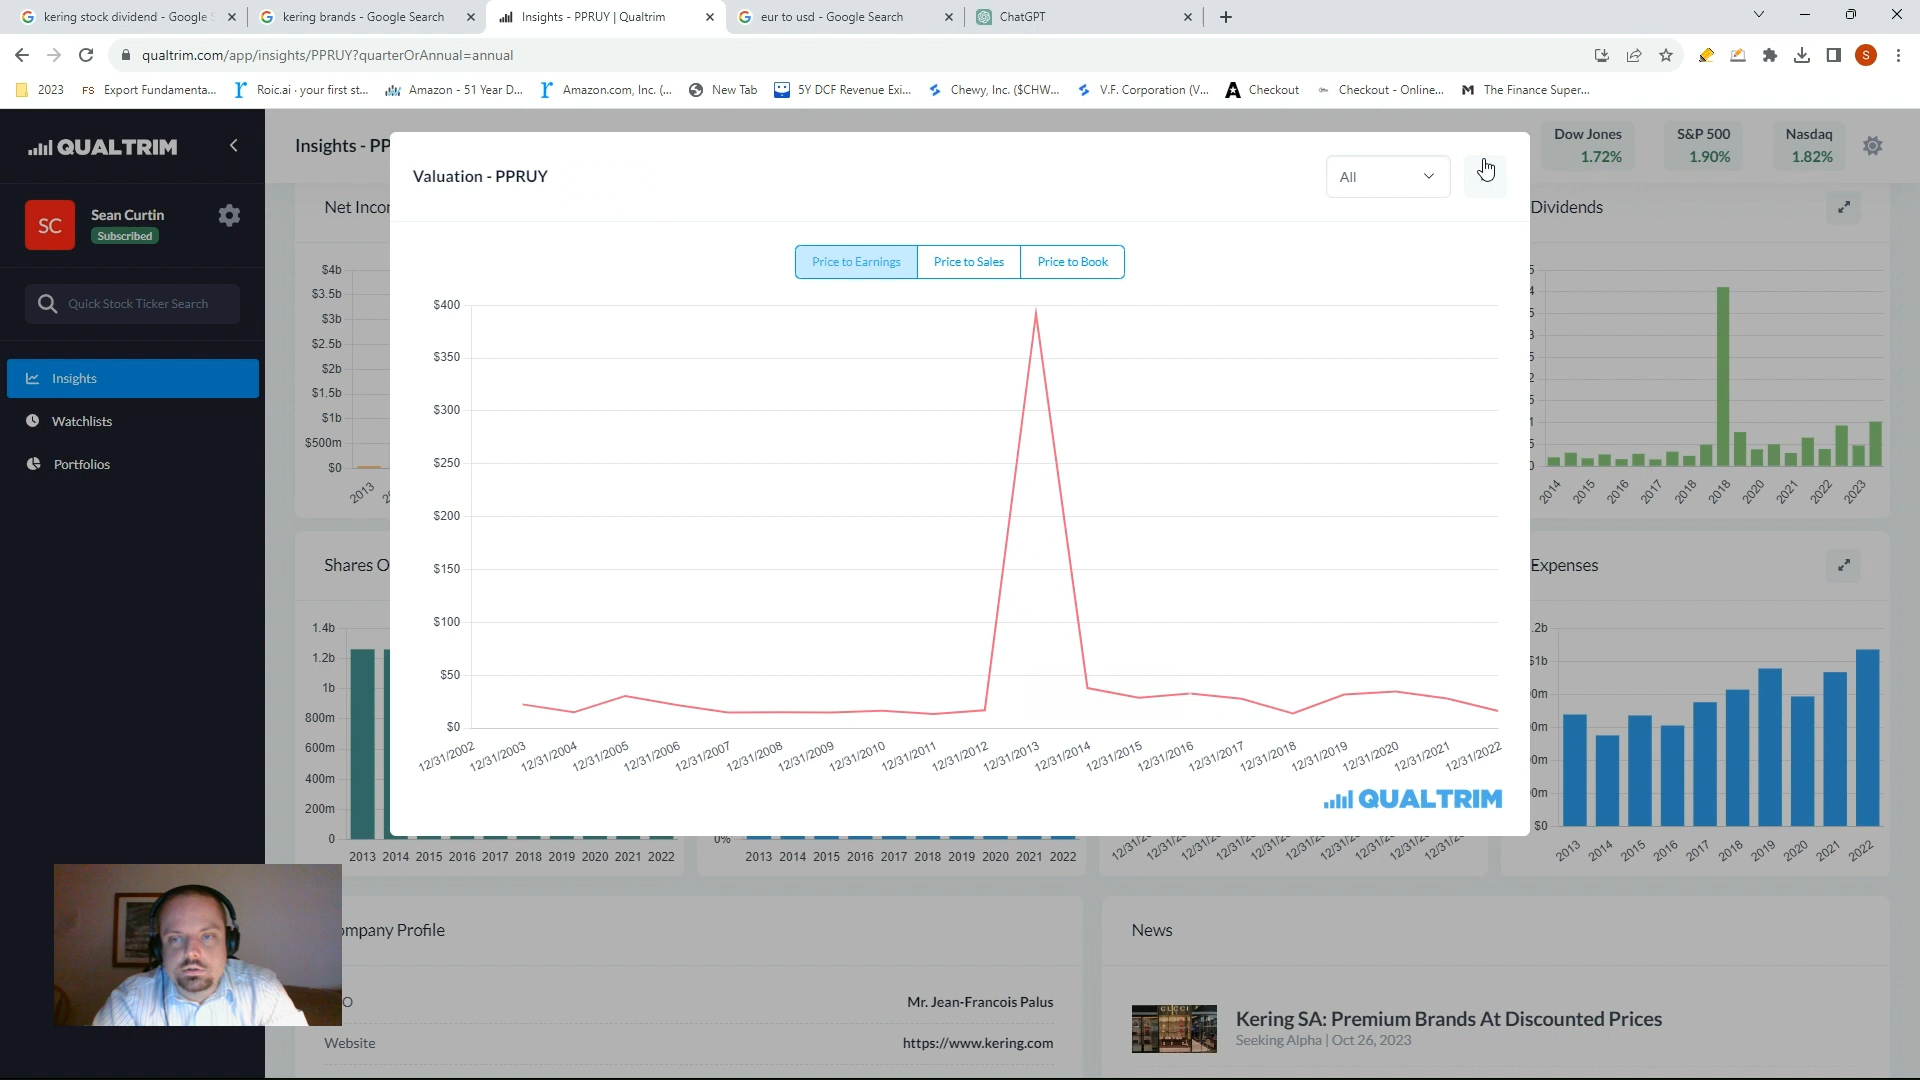 kering stock dividend - Google S
kering brands - Google Search
Insights - PPRUY | Qualtrim
eur to usd - Google Search
ChatGPT
qualtrim.com/app/insights/PPRUY?quarterOrAnnual=annual
S
2023
FS Export Fundamenta...
Roic.ai - your first st...
Amazon - 51 Year D...
Amazon.com, Inc. (...
New Tab
5Y DCF Revenue Exi...
Chewy, Inc. ($CHW...
V.F. Corporation (V...
Checkout
Checkout - Online...
The Finance Super...
QUALTRIM
SC
Sean Curtin
Subscribed
Quick Stock Ticker Search
Insights
Watchlists
Portfolios
Insights - PP
Dow Jones
1.72%
S&P 500
1.90%
Nasdaq
1.82%
Net Incor
$4b
$3.5b
$3b
$2.5b
$2b
$1.5b
$1b
$500m
$0
2013
Valuation - PPRUY
All
Price to Earnings
Price to Sales
Price to Book
$400
$350
$300
$250
$200
$150
$100
$50
$0
12/31/2002
12/31/2003
12/31/2004
12/31/2005
12/31/2006
12/31/2007
12/31/2008
12/31/2009
12/31/2010
12/31/2011
12/31/2012
12/31/2013
12/31/2014
12/31/2015
12/31/2016
12/31/2017
12/31/2018
12/31/2019
12/31/2020
12/31/2021
12/31/2022
QUALTRIM
Dividends
2014
2015
2016
2017
2018
2018
2020
2021
2022
2023
Shares O
1.4b
1.2b
1b
800m
600m
400m
200m
0
2013 2014 2015 2016 2017 2018 2019 2020 2021 2022
0%
2013 2014 2015 2016 2017 2018 2019 2020 2021 2022
Expenses
.2b
$1b
0m
0m
0m
0m
$0
2013
2014
2015
2016
2017
2018
2019
2020
2021
2022
ompany Profile
O
Mr. Jean-Francois Palus
Website
https://www.kering.com
News
GUCCI
Kering SA: Premium Brands At Discounted Prices
Seeking Alpha | Oct 26, 2023